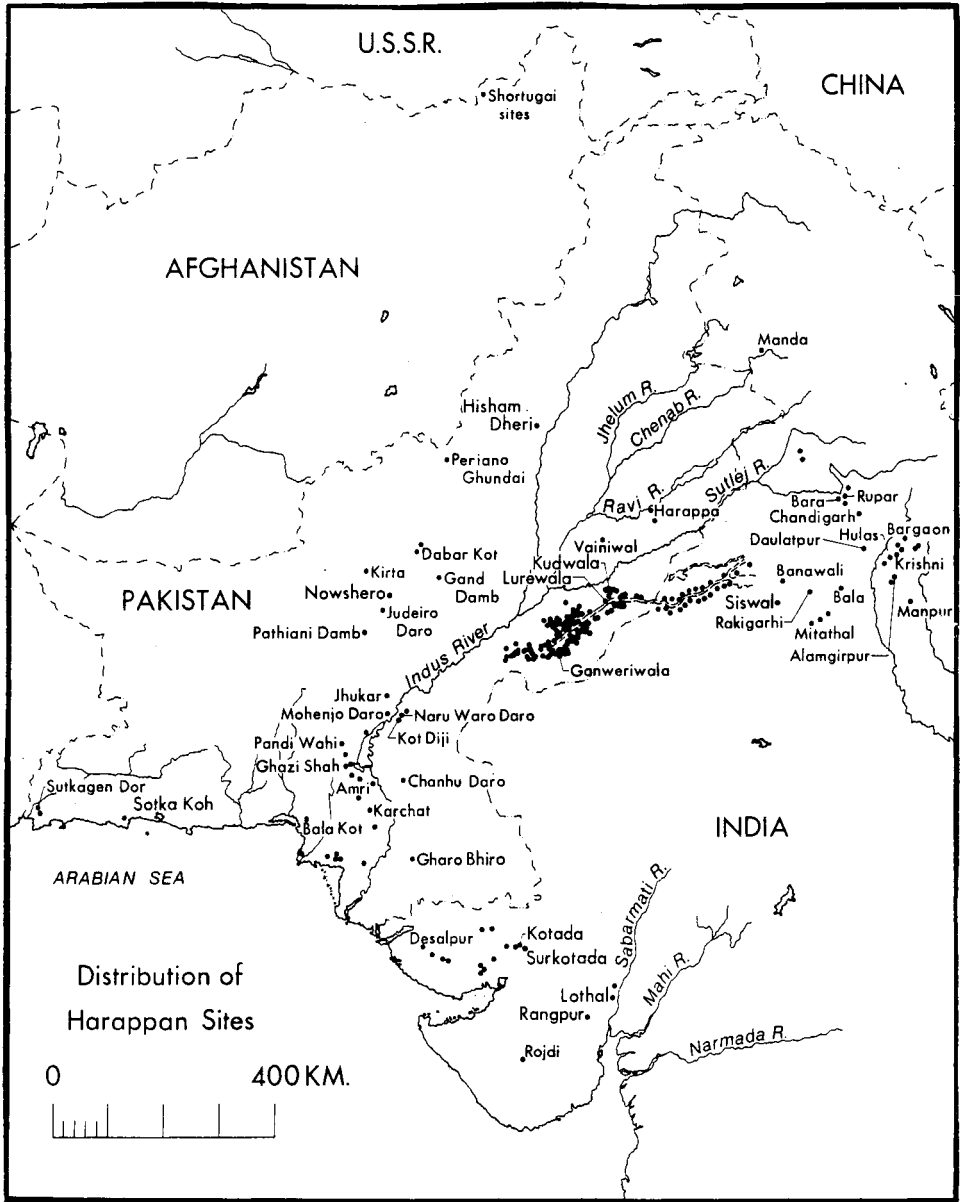 U.S.S.R.
CHINA
Shortugai
sites
AFGHANISTAN
Manda
Jhelum R.
Chenab R.
Hisham
Dheri
Periano
Ghundai
Ravi R.
Sutlej R.
Harappa
Bara
Rupar
Chandigarh
Hulas
Bargaon
Daulatpur
Vainiwal
Dabar Kot
Kudwala
Krishni
Kirta
Gand
Damb
Lurewala
Banawali
Nowshero
PAKISTAN
Siswal
Bala
Manpur
Judeiro
Daro
Rakigarhi
Pathiani Damb
Mitathal
Indus River
Alamgirpur
Ganweriwala
Jhukar
Mohenjo Daro
Naru Waro Daro
Kot Diji
Pandi Wahi
Ghazi Shah
Chanhu Daro
Amri
Sutkagen Dor
Sotka Koh
Karchat
Bala Kot
INDIA
Gharo Bhiro
ARABIAN SEA
Sabarmati R.
Desalpur
Kotada
Surkotada
Mahi R.
Distribution of
Harappan Sites
Lothal
Rangpur
Narmada R.
Rojdi
0 400 KM.